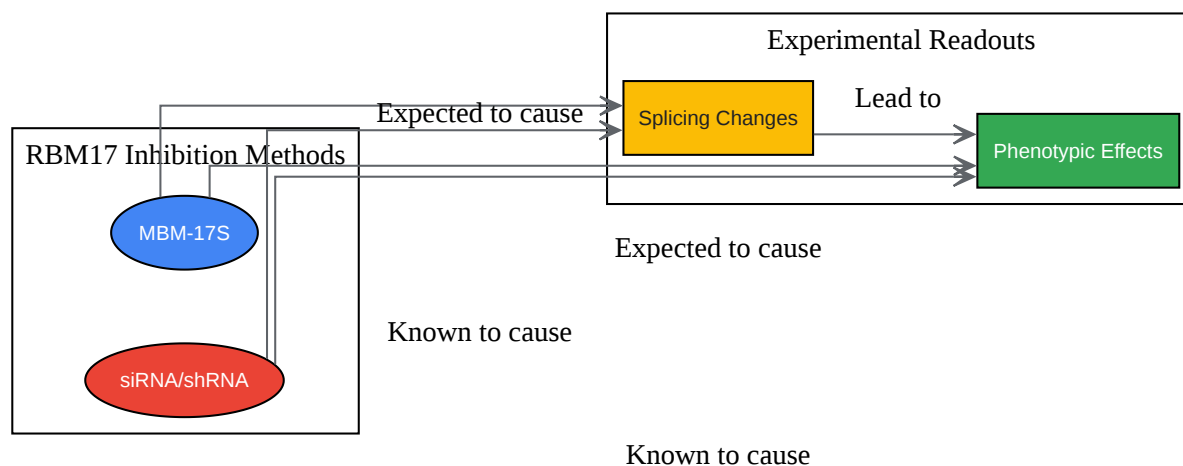 Experimental Readouts
Splicing Changes
Lead to
Phenotypic Effects
Expected to cause
RBM17 Inhibition Methods
MBM-17S
Expected to cause
Known to cause
siRNA/shRNA
Known to cause